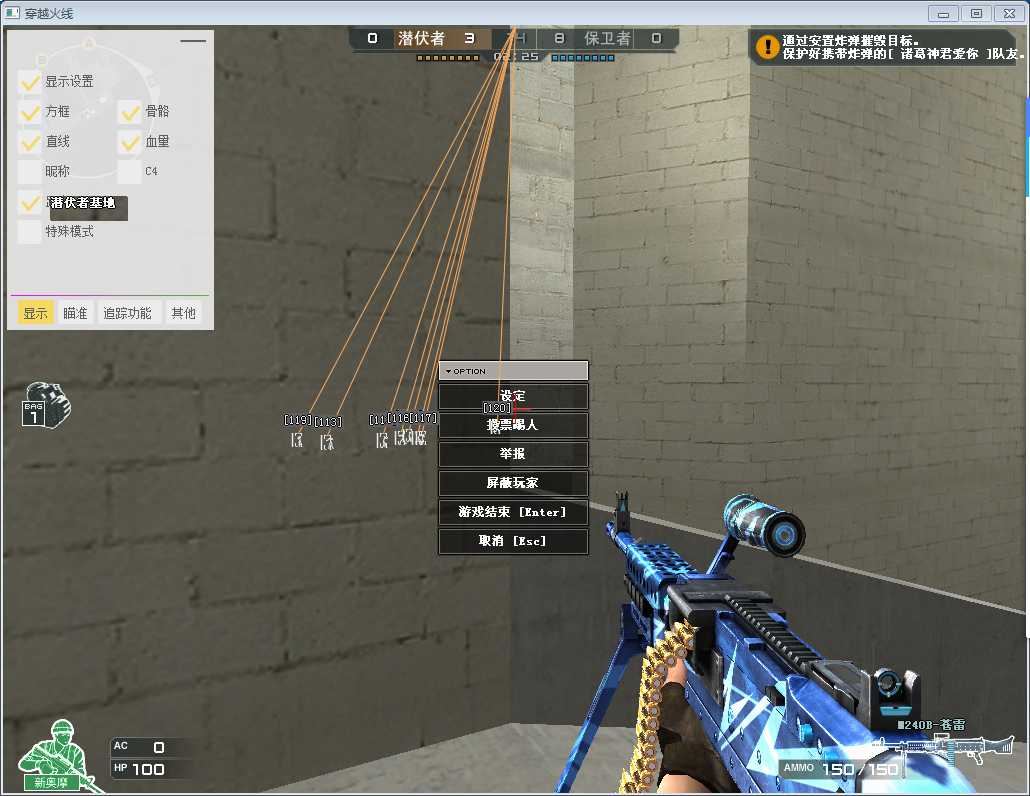 穿越火线
0 潜伏者 3
8 保卫者 0
02:25
通过安置炸弹摧毁目标。
保护好携带炸弹的[ 诸葛神君爱你 ]队友。
A
B
显示设置
方框 骨骼
直线 血量
昵称 C4
潜伏者基地
特殊模式
显示 瞄准 追踪功能 其他
BAG
1
OPTION
设定
[120]
投票踢人
[119] [113] [116 [117]
举报
屏蔽玩家
游戏结束 [Enter]
取消 [Esc]
M240B-苍雷
AC 0
HP 100
AMMO 150/150
新奥摩